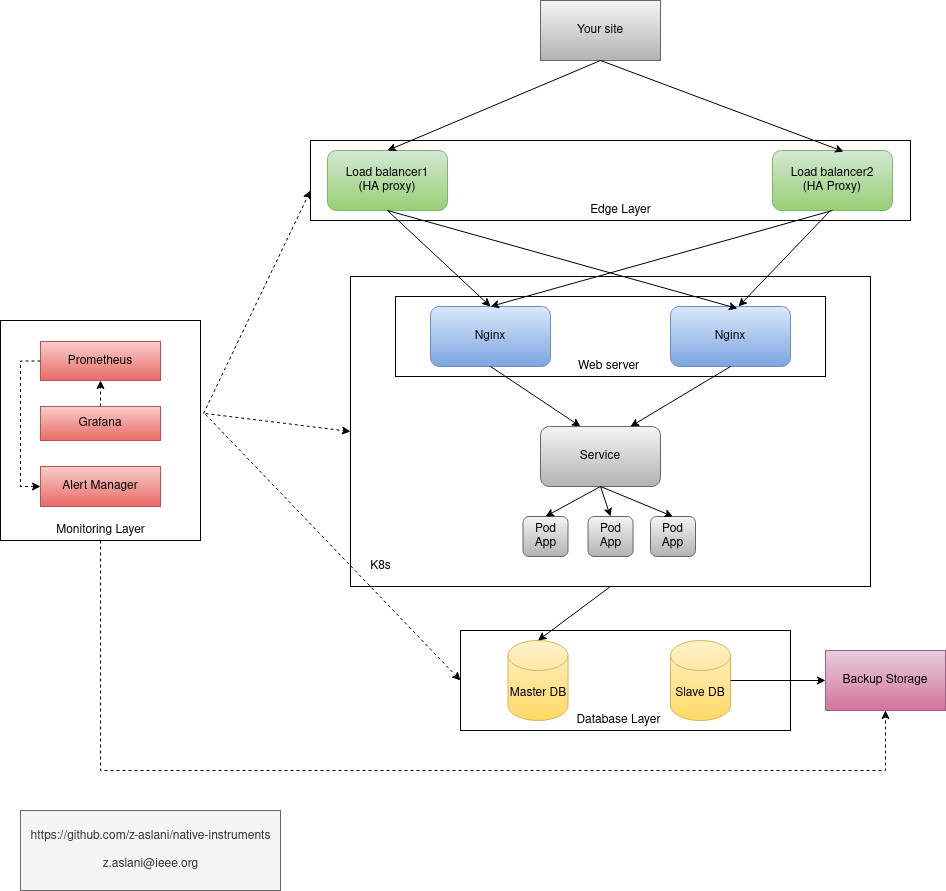 Your site
Load balancer1
(HA proxy)
Load balancer2
(HA Proxy)
Edge Layer
Nginx
Nginx
Web server
Prometheus
Grafana
Alert Manager
Monitoring Layer
Service
Pod
App
Pod
App
Pod
App
K8s
Master DB
Slave DB
Database Layer
Backup Storage
https://github.com/z-aslani/native-instruments
z.aslani@ieee.org